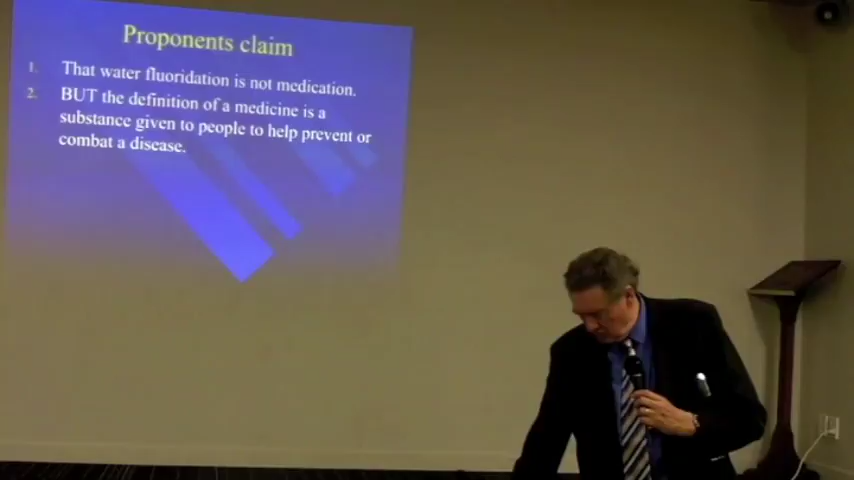 Proponents claim
1. That water fluoridation is not medication.
2. BUT the definition of a medicine is a
substance given to people to help prevent or
combat a disease.